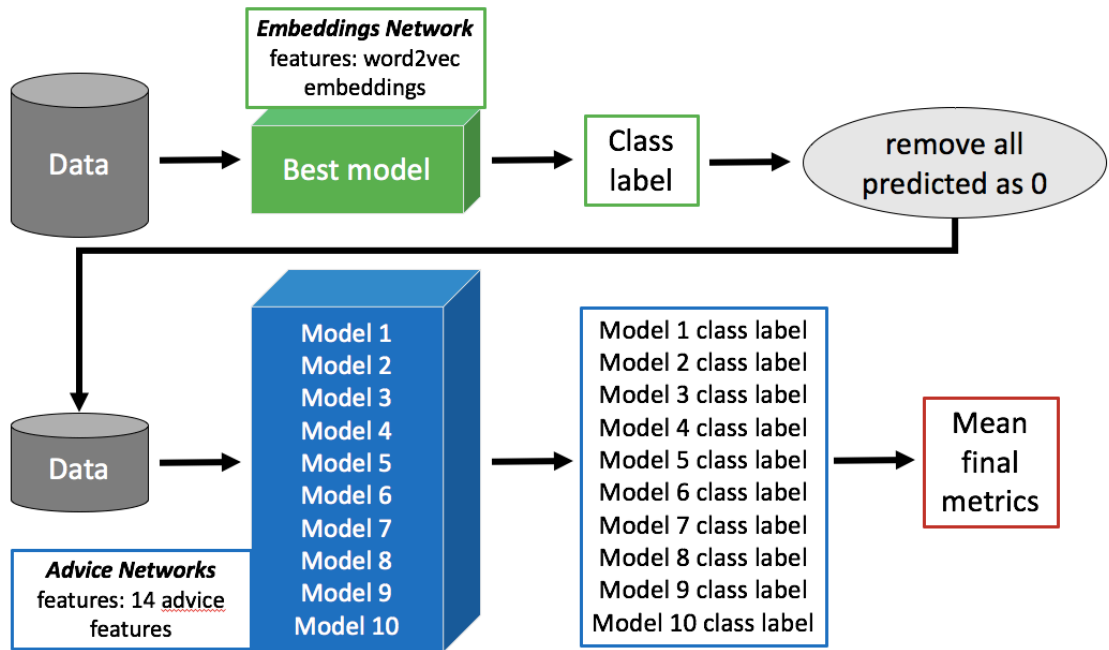 Embeddings Network
features: word2vec
embeddings
Data
Best model
Class
label
remove all
predicted as 0
Data
Model 1
Model 2
Model 3
Model 4
Model 5
Model 6
Model 7
Model 8
Model 9
Model 10
Model 1 class label
Model 2 class label
Model 3 class label
Model 4 class label
Model 5 class label
Model 6 class label
Model 7 class label
Model 8 class label
Model 9 class label
Model 10 class label
Mean
final
metrics
Advice Networks
features: 14 advice
features